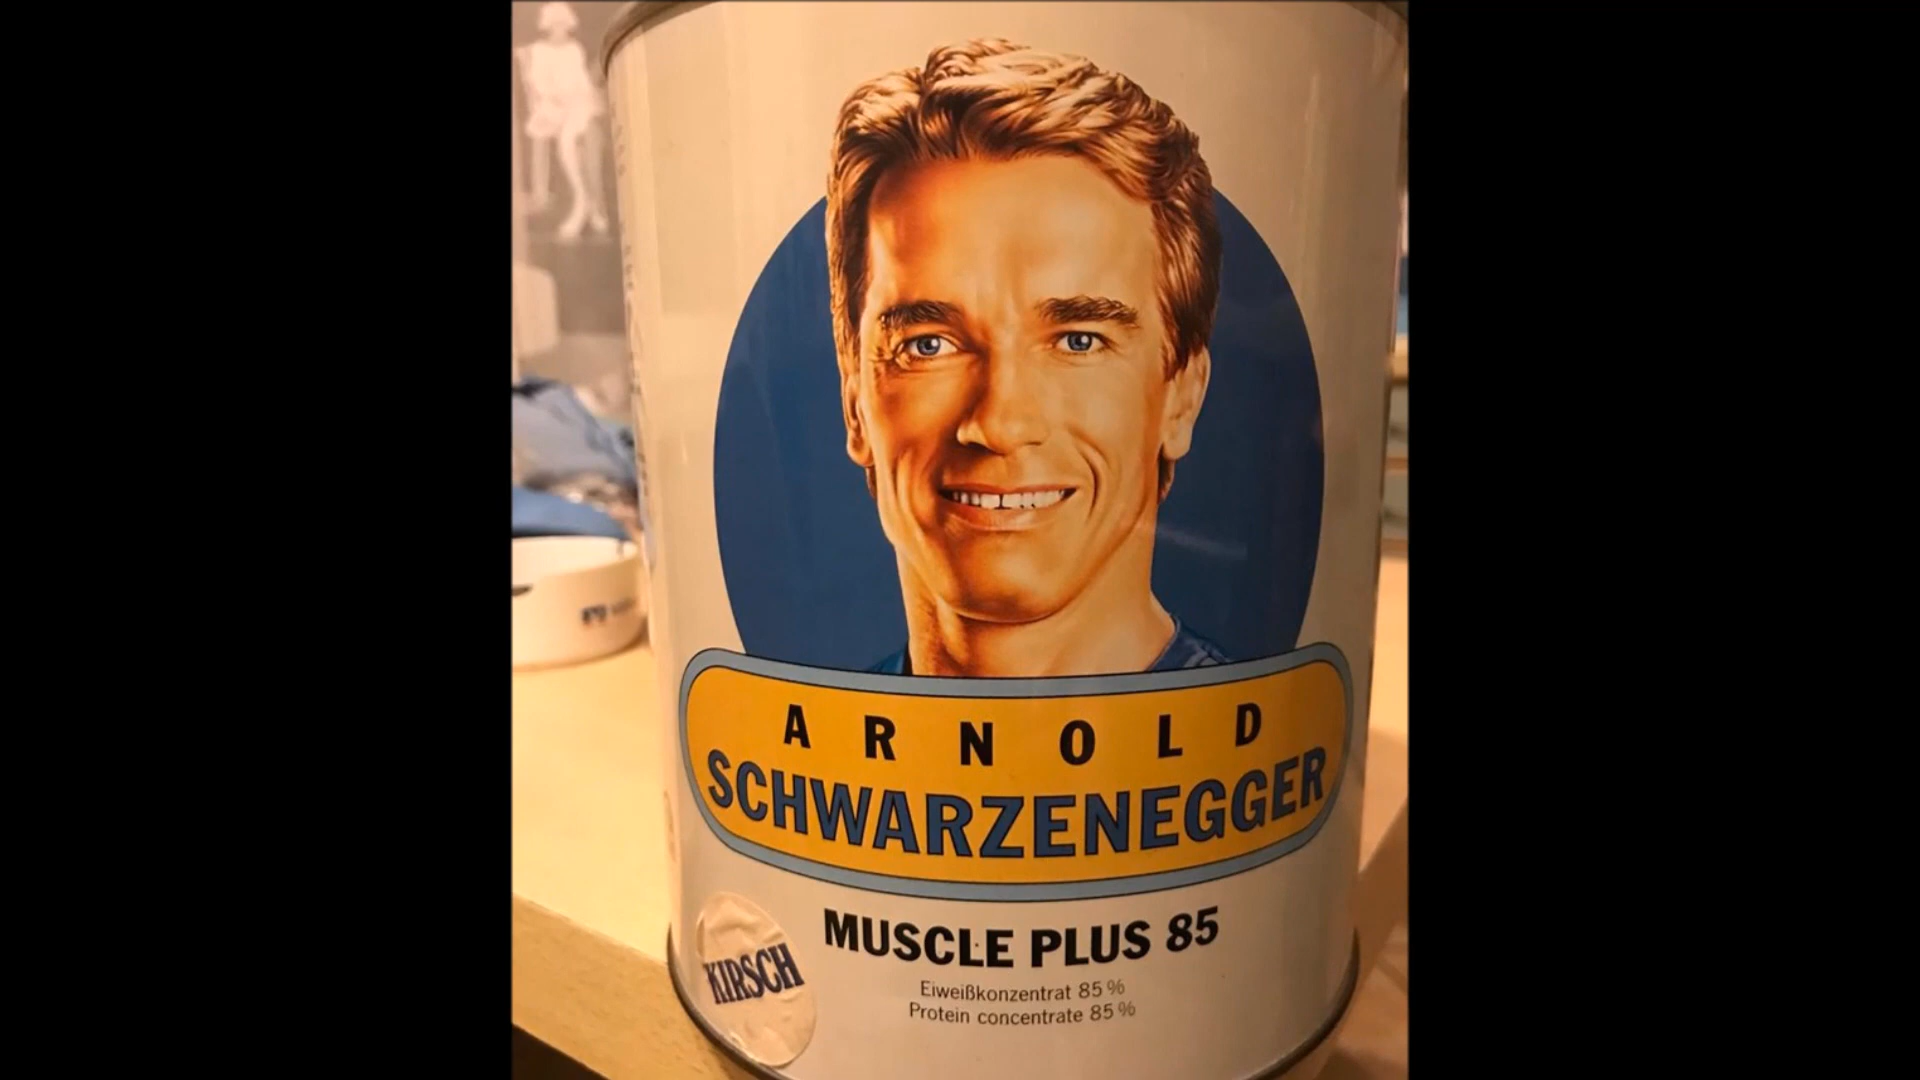 ARNOLD
SCHWARZENEGGER
MUSCLE PLUS 85
Eiweißkonzentrat 85 %
Protein concentrate 85 %
KIRSCH